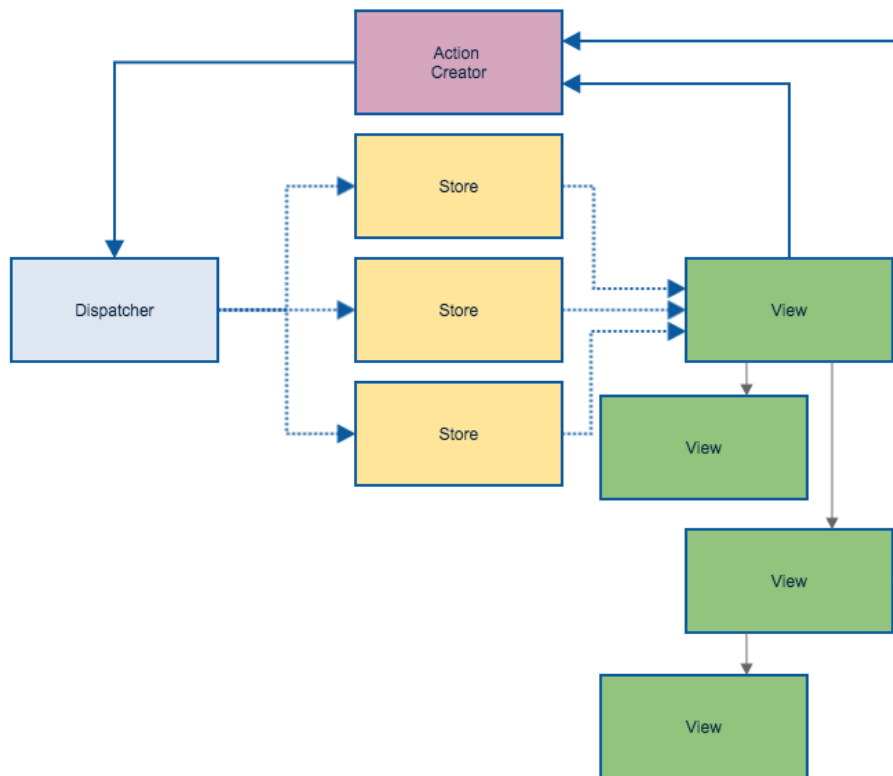 Action
Creator
Store
Dispatcher
Store
View
Store
View
View
View